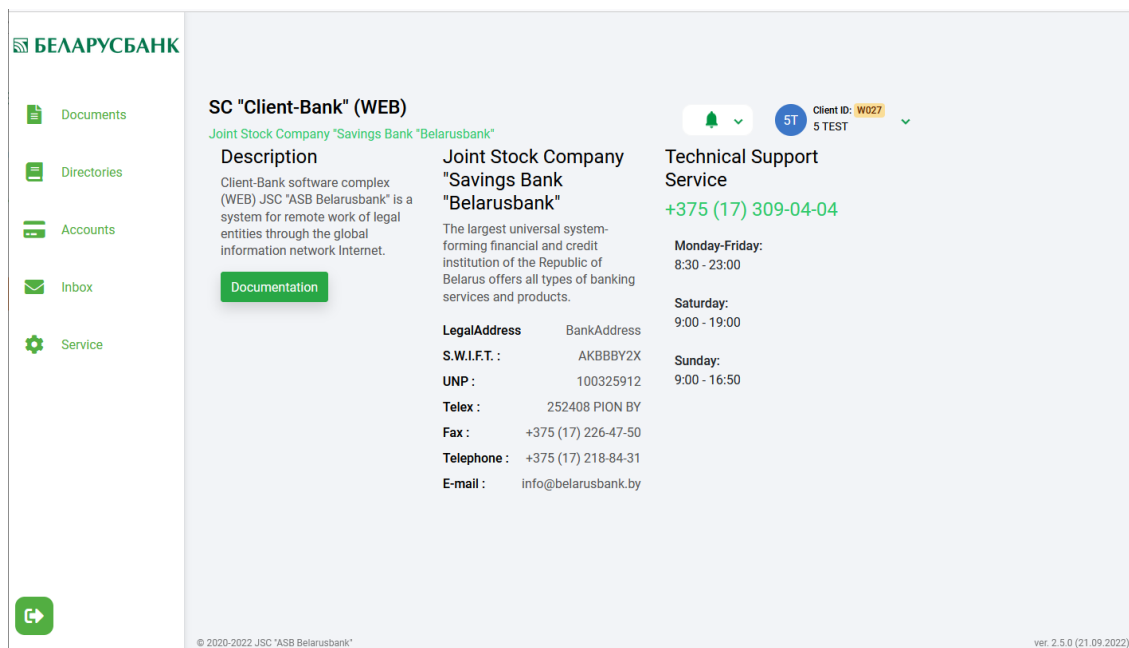 БЕЛАРУСБАНК
Documents
Directories
Accounts
Inbox
Service
SC "Client-Bank" (WEB)
Joint Stock Company "Savings Bank "Belarusbank"
5T
Client ID: W027
5 TEST
Description
Client-Bank software complex
(WEB) JSC "ASB Belarusbank" is a
system for remote work of legal
entities through the global
information network Internet.
Documentation
Joint Stock Company
"Savings Bank
"Belarusbank"
The largest universal system-
forming financial and credit
institution of the Republic of
Belarus offers all types of banking
services and products.
LegalAddress BankAddress
S.W.I.F.T. : AKBBBY2X
UNP : 100325912
Telex : 252408 PION BY
Fax : +375 (17) 226-47-50
Telephone : +375 (17) 218-84-31
E-mail : info@belarusbank.by
Technical Support
Service
+375 (17) 309-04-04
Monday-Friday:
8:30 - 23:00
Saturday:
9:00 - 19:00
Sunday:
9:00 - 16:50
© 2020-2022 JSC "ASB Belarusbank"
ver. 2.5.0 (21.09.2022)